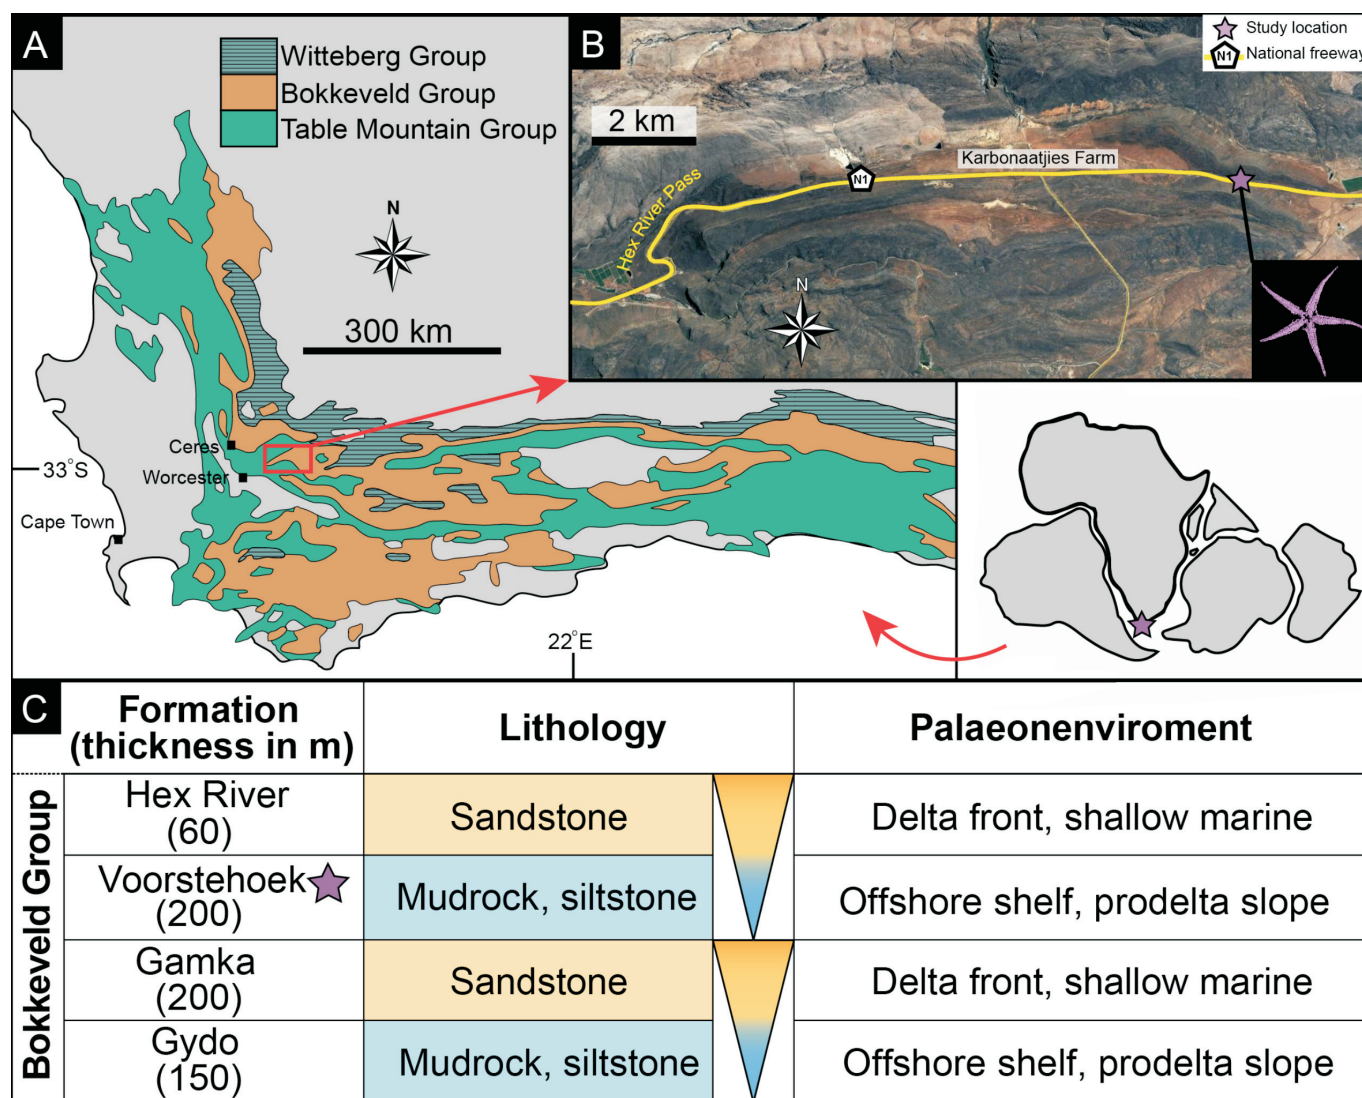 A
Witteberg Group
Bokkeveld Group
Table Mountain Group
N
300 km
Ceres
33°S
Worcester
Cape Town
22°E
B
Study location
N1 National freeway
2 km
Karbonaatjies Farm
N1
Hex River Pass
N
C
Formation
(thickness in m)
Lithology
Palaeonenviroment
Bokkeveld Group
Hex River
(60)
Sandstone
Delta front, shallow marine
Voorstehoek
(200)
Mudrock, siltstone
Offshore shelf, prodelta slope
Gamka
(200)
Sandstone
Delta front, shallow marine
Gydo
(150)
Mudrock, siltstone
Offshore shelf, prodelta slope